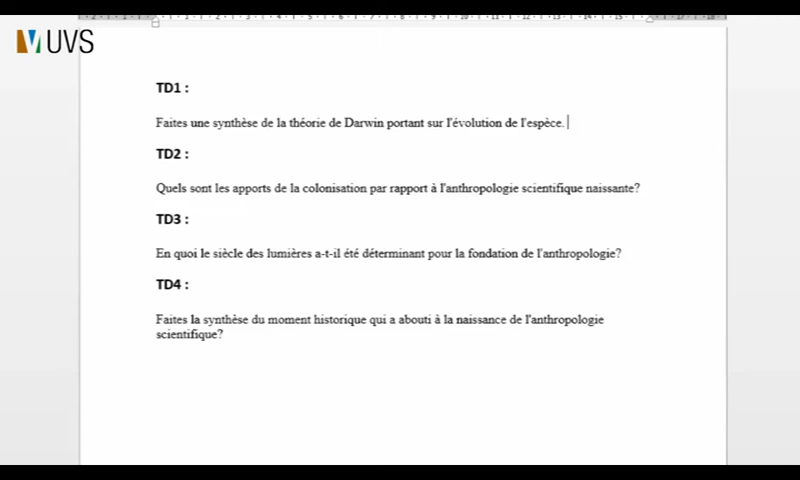 UVS
TD1 :
Faites une synthèse de la théorie de Darwin portant sur l'évolution de l'espèce.
TD2 :
Quels sont les apports de la colonisation par rapport à l'anthropologie scientifique naissante?
TD3 :
En quoi le siècle des lumières a-t-il été déterminant pour la fondation de l'anthropologie?
TD4 :
Faites la synthèse du moment historique qui a abouti à la naissance de l'anthropologie
scientifique?